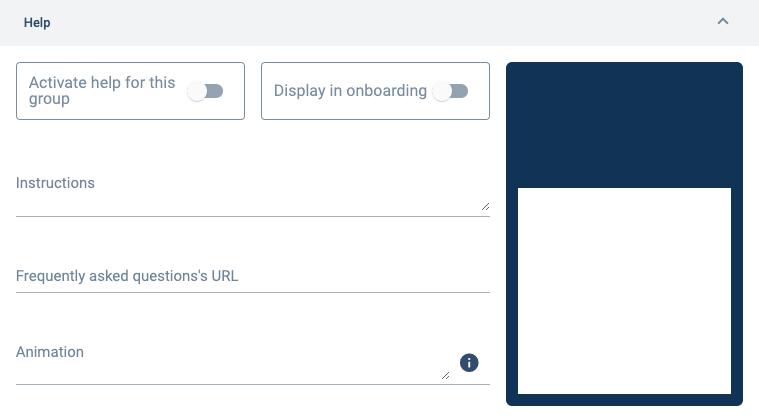 Help
Activate help for this
group
Display in onboarding
Instructions
Frequently asked questions's URL
Animation